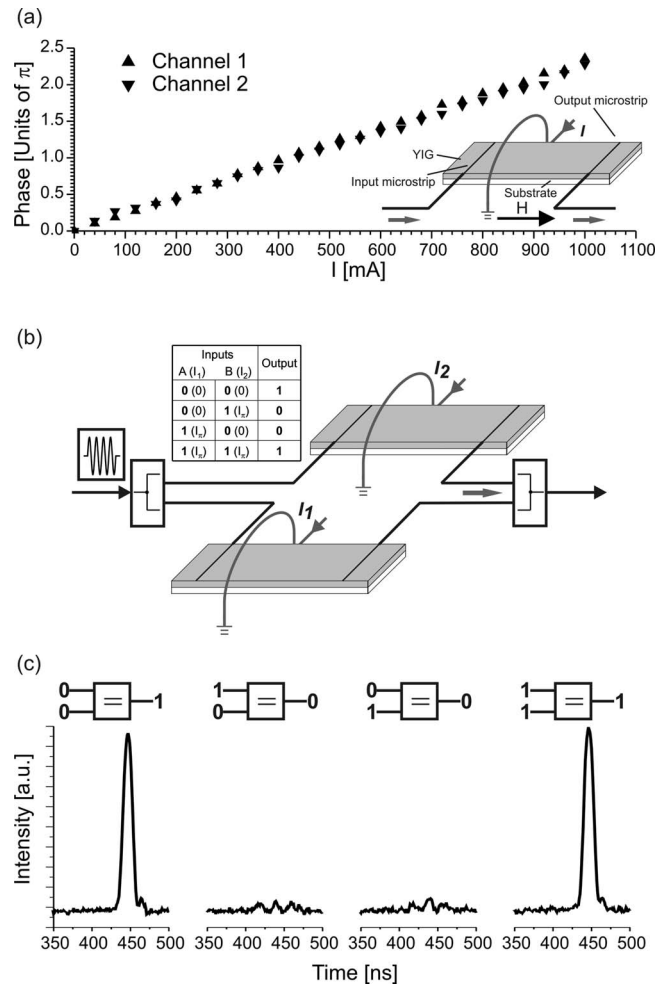 (a)
2.5
2.0
1.5
1.0
0.5
0.0
Phase [Units of π]
Channel 1
Channel 2
Output microstrip
I
YIG
Input microstrip
Substrate
H
0 100 200 300 400 500 600 700 800 900 1000 1100
I [mA]
(b)
Inputs Output
A (I₁) B (I₂)
0 (0) 0 (0) 1
0 (0) 1 (Iπ) 0
1 (Iπ) 0 (0) 0
1 (Iπ) 1 (Iπ) 1
I₂
I₁
(c)
0 0 = 1
1 0 = 0
0 1 = 0
1 1 = 1
Intensity [a.u.]
350 400 450 500 350 400 450 500 350 400 450 500 350 400 450 500
Time [ns]